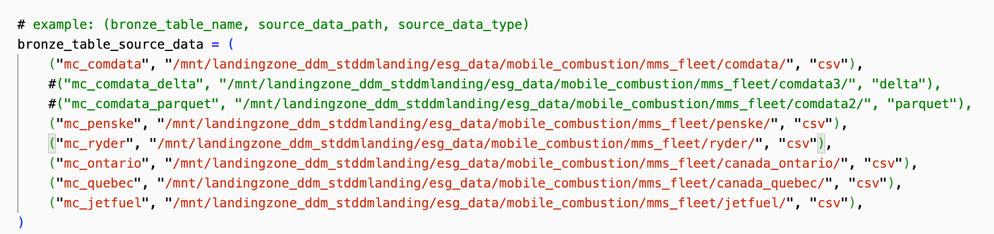 # example: (bronze_table_name, source_data_path, source_data_type)
bronze_table_source_data = (
    ("mc_comdata", "/mnt/landingzone_ddm_stddmlanding/esg_data/mobile_combustion/mms_fleet/comdata/", "csv"),
    #("mc_comdata_delta", "/mnt/landingzone_ddm_stddmlanding/esg_data/mobile_combustion/mms_fleet/comdata3/", "delta"),
    #("mc_comdata_parquet", "/mnt/landingzone_ddm_stddmlanding/esg_data/mobile_combustion/mms_fleet/comdata2/", "parquet"),
    ("mc_penske", "/mnt/landingzone_ddm_stddmlanding/esg_data/mobile_combustion/mms_fleet/penske/", "csv"),
    ("mc_ryder", "/mnt/landingzone_ddm_stddmlanding/esg_data/mobile_combustion/mms_fleet/ryder/", "csv"),
    ("mc_ontario", "/mnt/landingzone_ddm_stddmlanding/esg_data/mobile_combustion/mms_fleet/canada_ontario/", "csv"),
    ("mc_quebec", "/mnt/landingzone_ddm_stddmlanding/esg_data/mobile_combustion/mms_fleet/canada_quebec/", "csv"),
    ("mc_jetfuel", "/mnt/landingzone_ddm_stddmlanding/esg_data/mobile_combustion/mms_fleet/jetfuel/", "csv"),
)